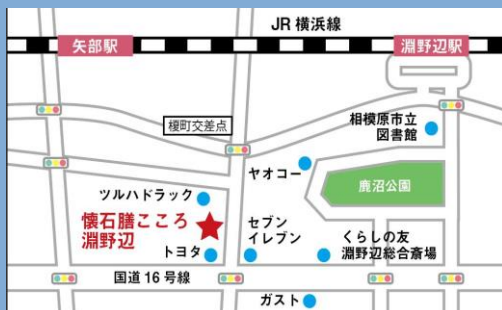 JR横浜線
矢部駅
淵野辺駅
榎町交差点
相模原市立
図書館
ヤオコー
鹿沼公園
ツルハドラック
懐石膳こころ
淵野辺
セブン
イレブン
くらしの友
淵野辺総合斎場
トヨタ
国道16号線
ガスト